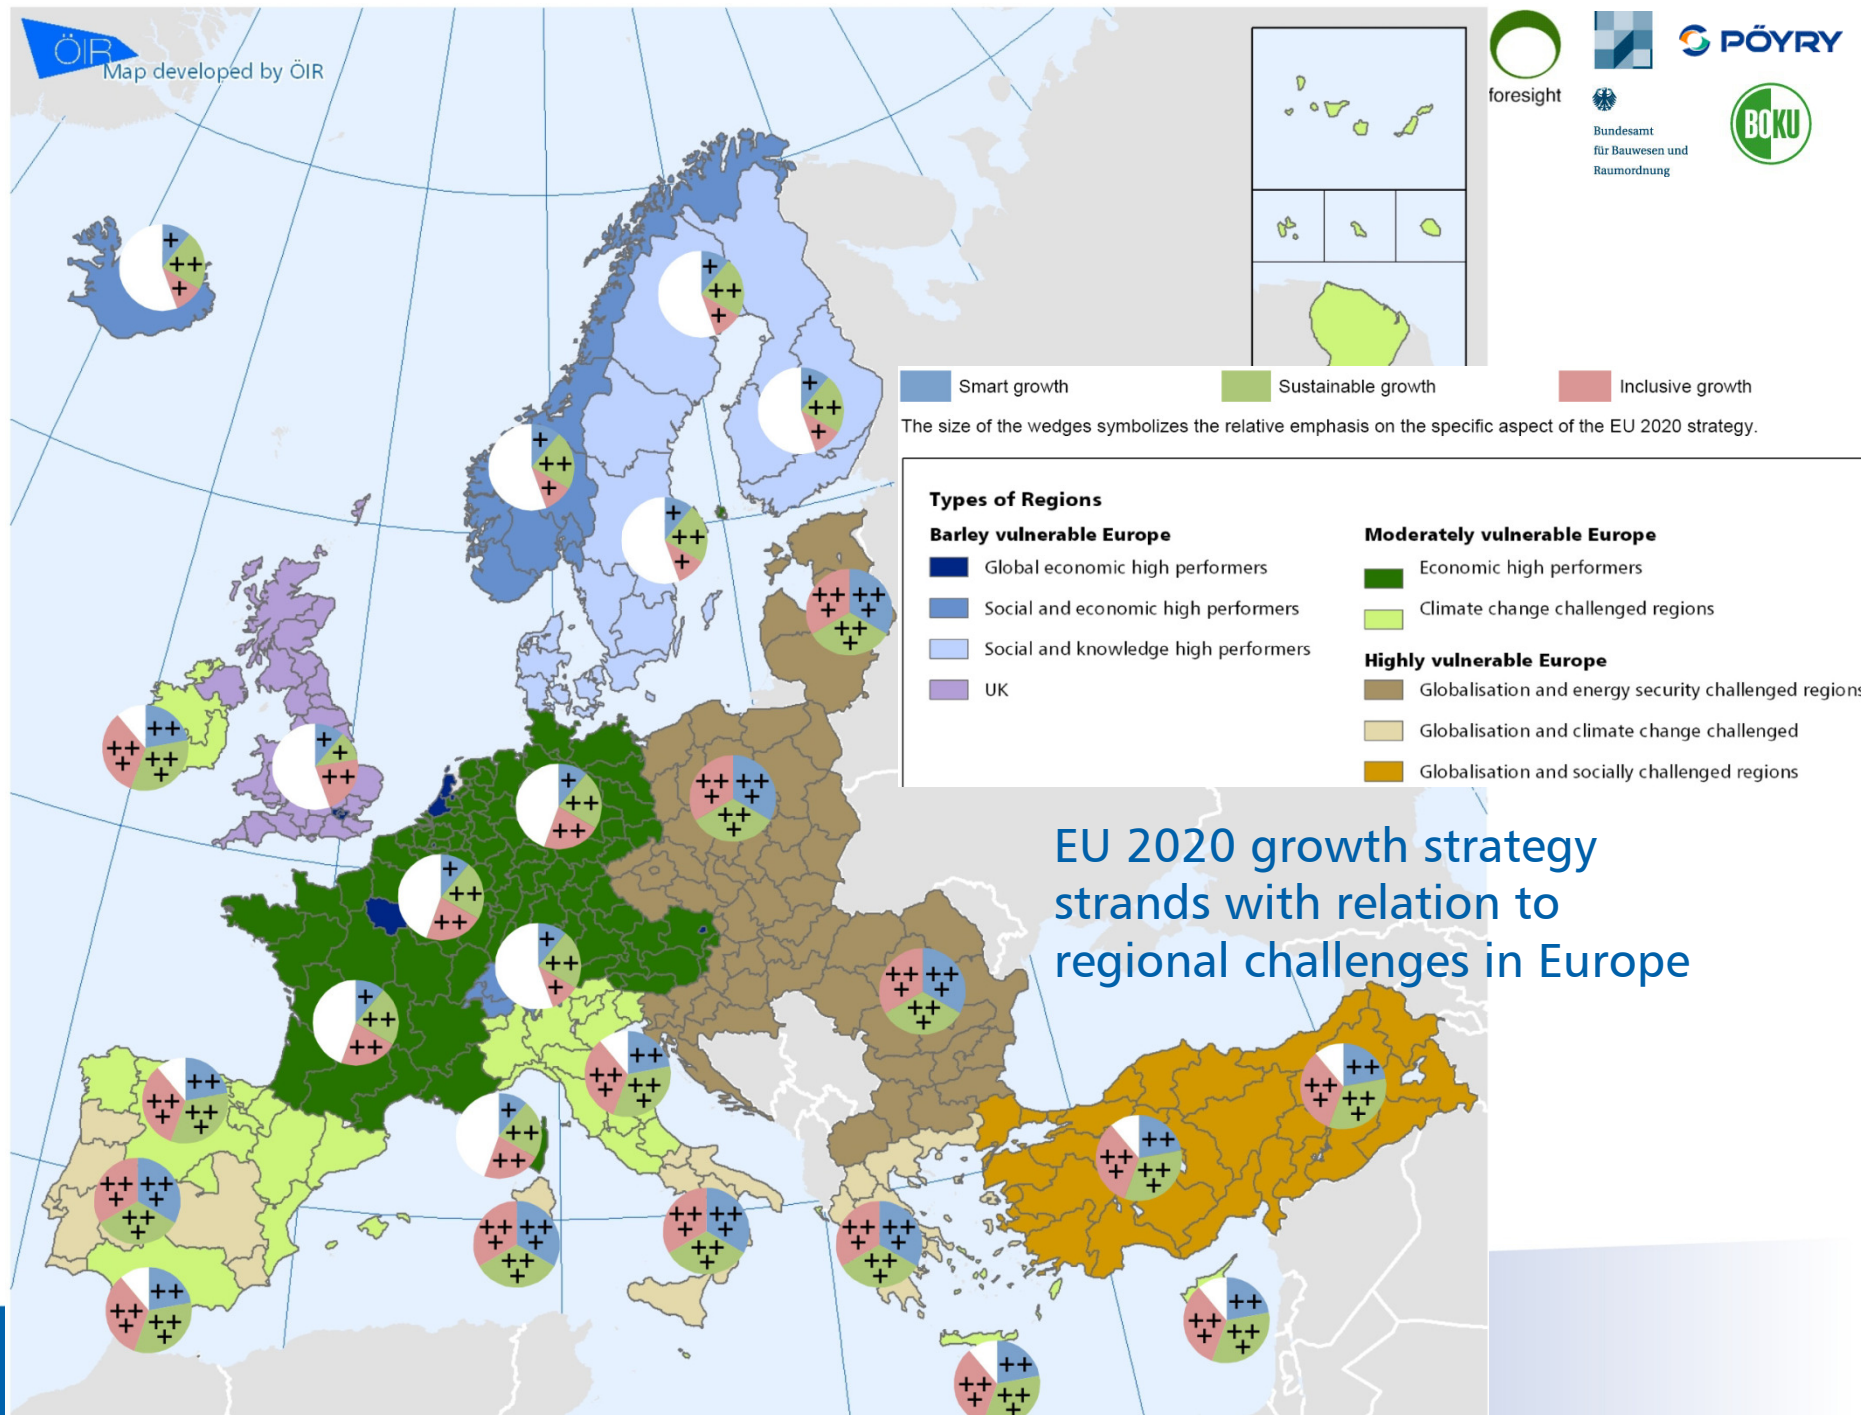 ÖIR
Map developed by ÖIR
foresight
PÖYRY
Bundesamt
für Bauwesen und
Raumordnung
BOKU
Smart growth
Sustainable growth
Inclusive growth
The size of the wedges symbolizes the relative emphasis on the specific aspect of the EU 2020 strategy.
Types of Regions
Barley vulnerable Europe
Global economic high performers
Social and economic high performers
Social and knowledge high performers
UK
Moderately vulnerable Europe
Economic high performers
Climate change challenged regions
Highly vulnerable Europe
Globalisation and energy security challenged regions
Globalisation and climate change challenged
Globalisation and socially challenged regions
EU 2020 growth strategy
strands with relation to
regional challenges in Europe